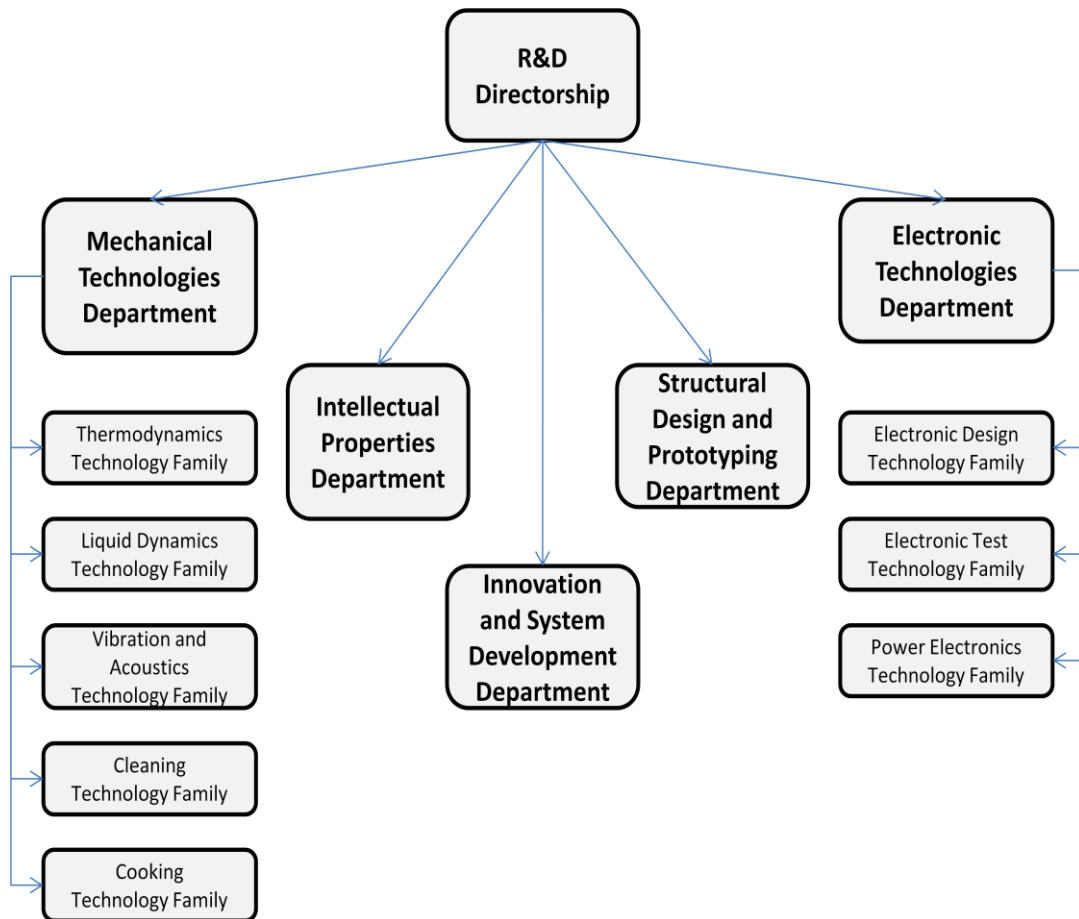 R&D
Directorship
Mechanical
Technologies
Department
Electronic
Technologies
Department
Intellectual
Properties
Department
Structural
Design and
Prototyping
Department
Innovation
and System
Development
Department
Thermodynamics
Technology Family
Liquid Dynamics
Technology Family
Vibration and
Acoustics
Technology Family
Cleaning
Technology Family
Cooking
Technology Family
Electronic Design
Technology Family
Electronic Test
Technology Family
Power Electronics
Technology Family